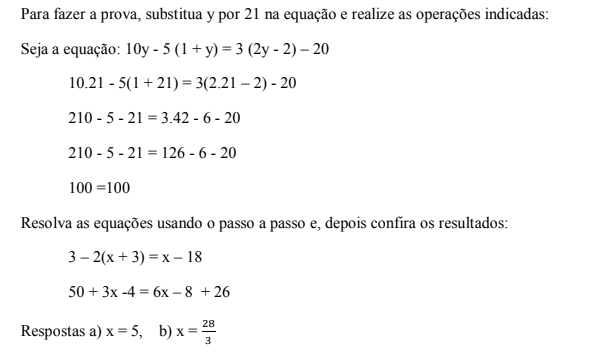 Para fazer a prova, substitua y por 21 na equação e realize as operações indicadas:
Seja a equação: 10y - 5 (1 + y) = 3 (2y - 2) – 20
10.21 - 5(1 + 21) = 3(2.21 – 2) - 20
210 - 5 - 21 = 3.42 - 6 - 20
210 - 5 - 21 = 126 - 6 - 20
100 =100
Resolva as equações usando o passo a passo e, depois confira os resultados:
3 – 2(x + 3) = x – 18
50 + 3x -4 = 6x – 8 + 26
Respostas a) x = 5, b) x = 28/3